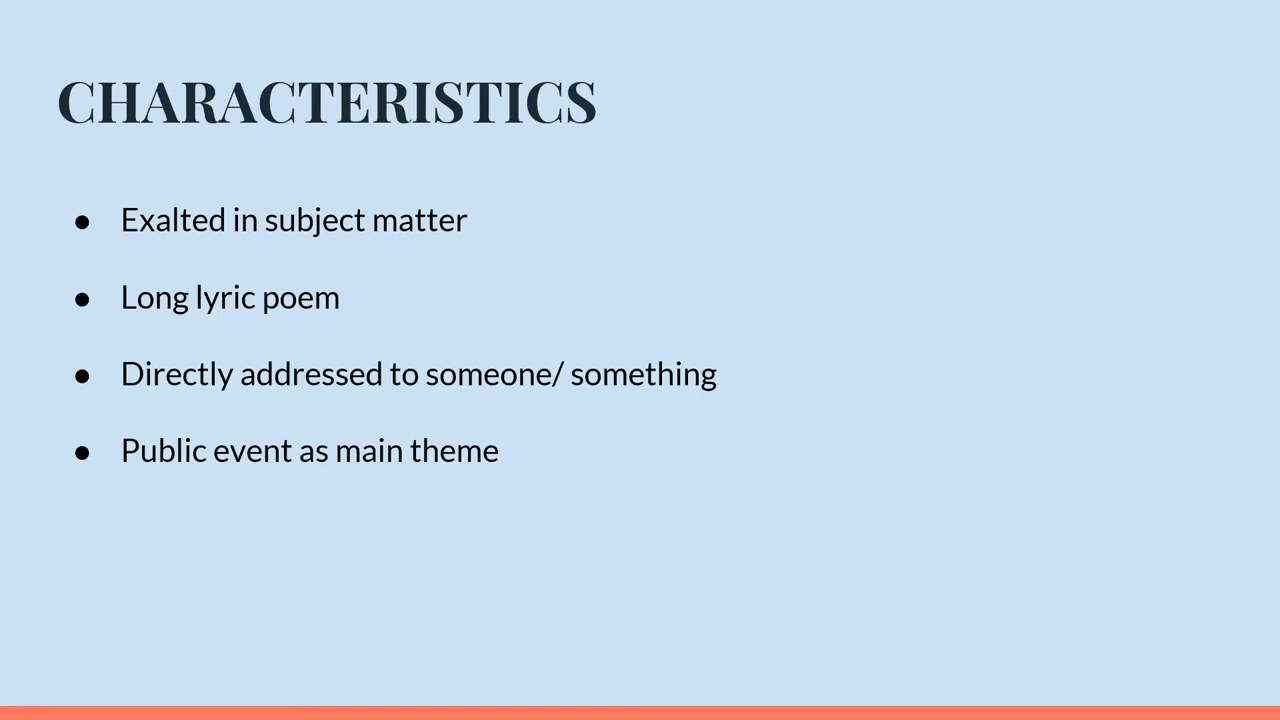 CHARACTERISTICS
● Exalted in subject matter
● Long lyric poem
● Directly addressed to someone/ something
● Public event as main theme